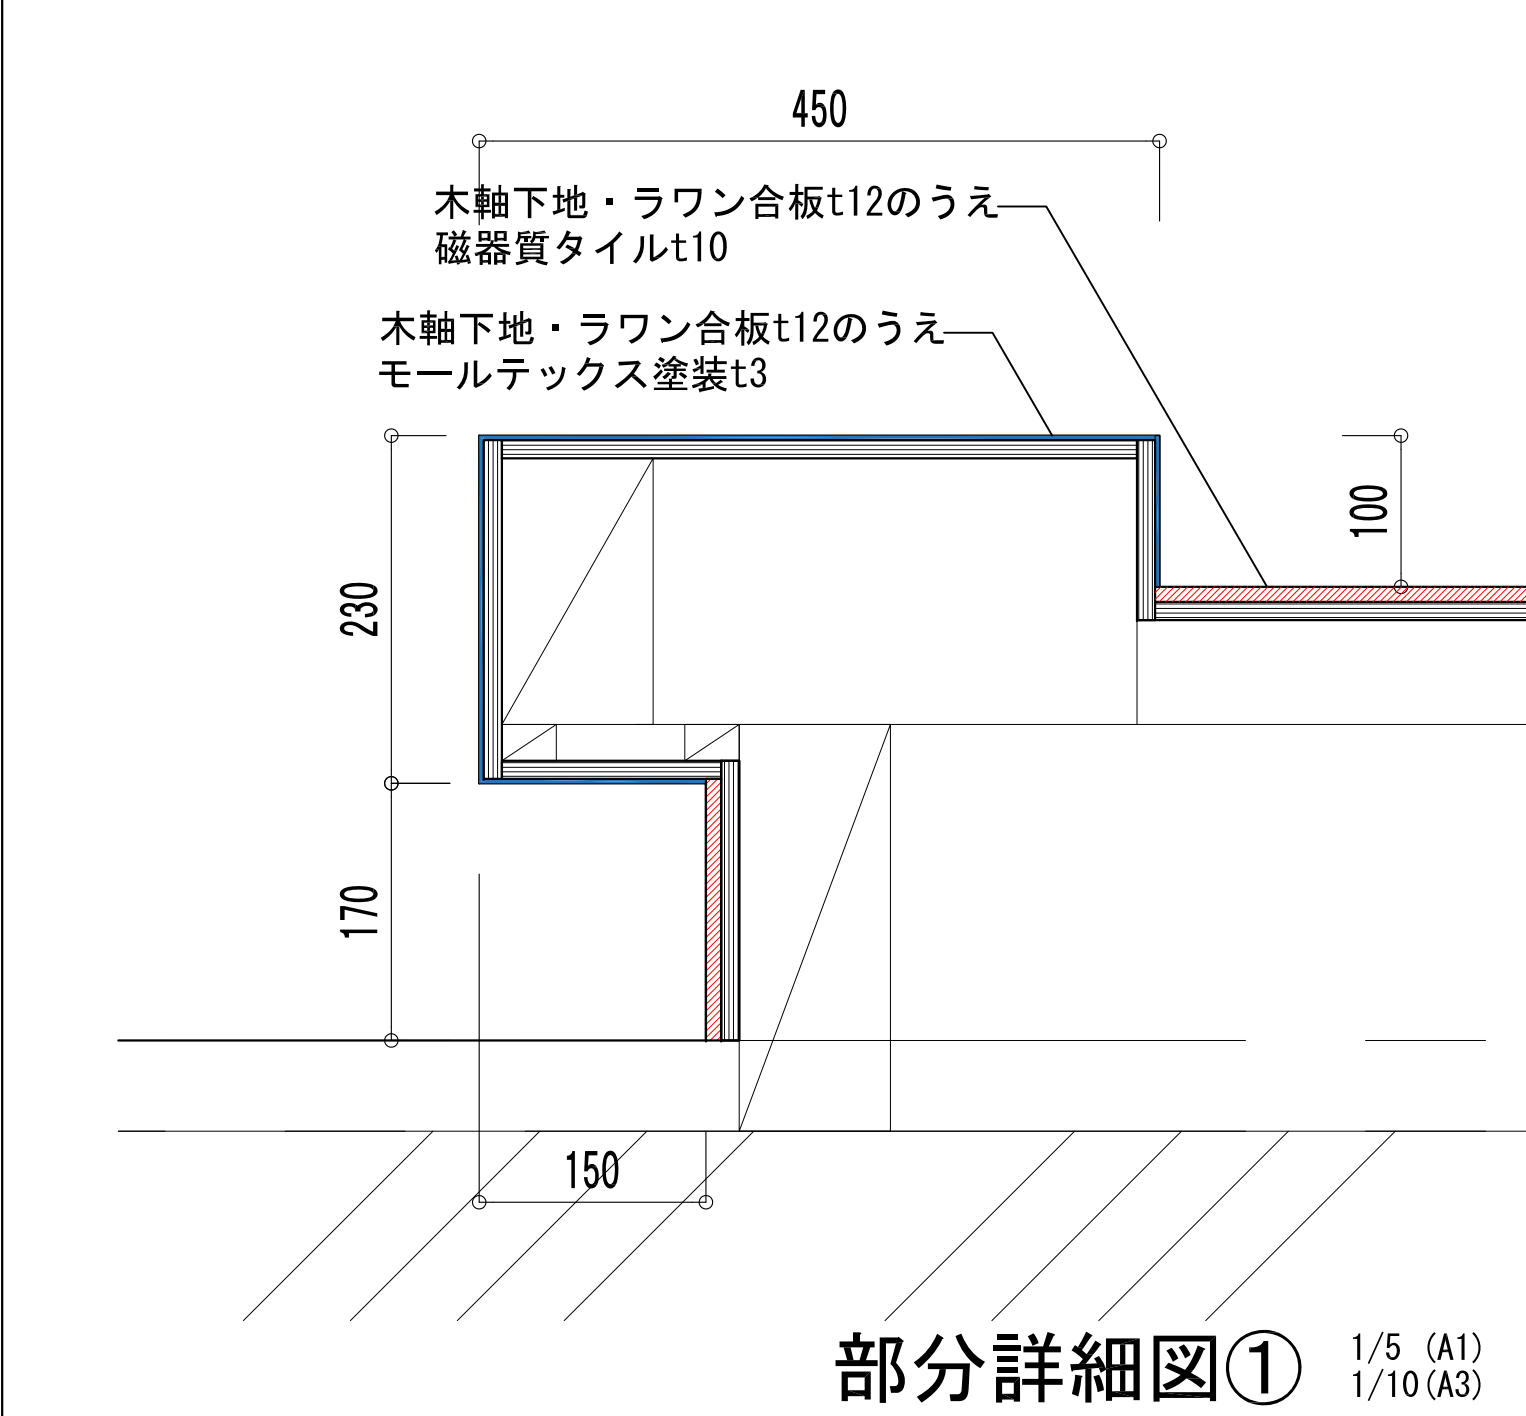 450
木軸下地・ラワン合板t12のうえ
磁器質タイルt10
木軸下地・ラワン合板t12のうえ
モールテックス塗装t3
100
230
170
150
部分詳細図①
1/5 (A1)
1/10(A3)